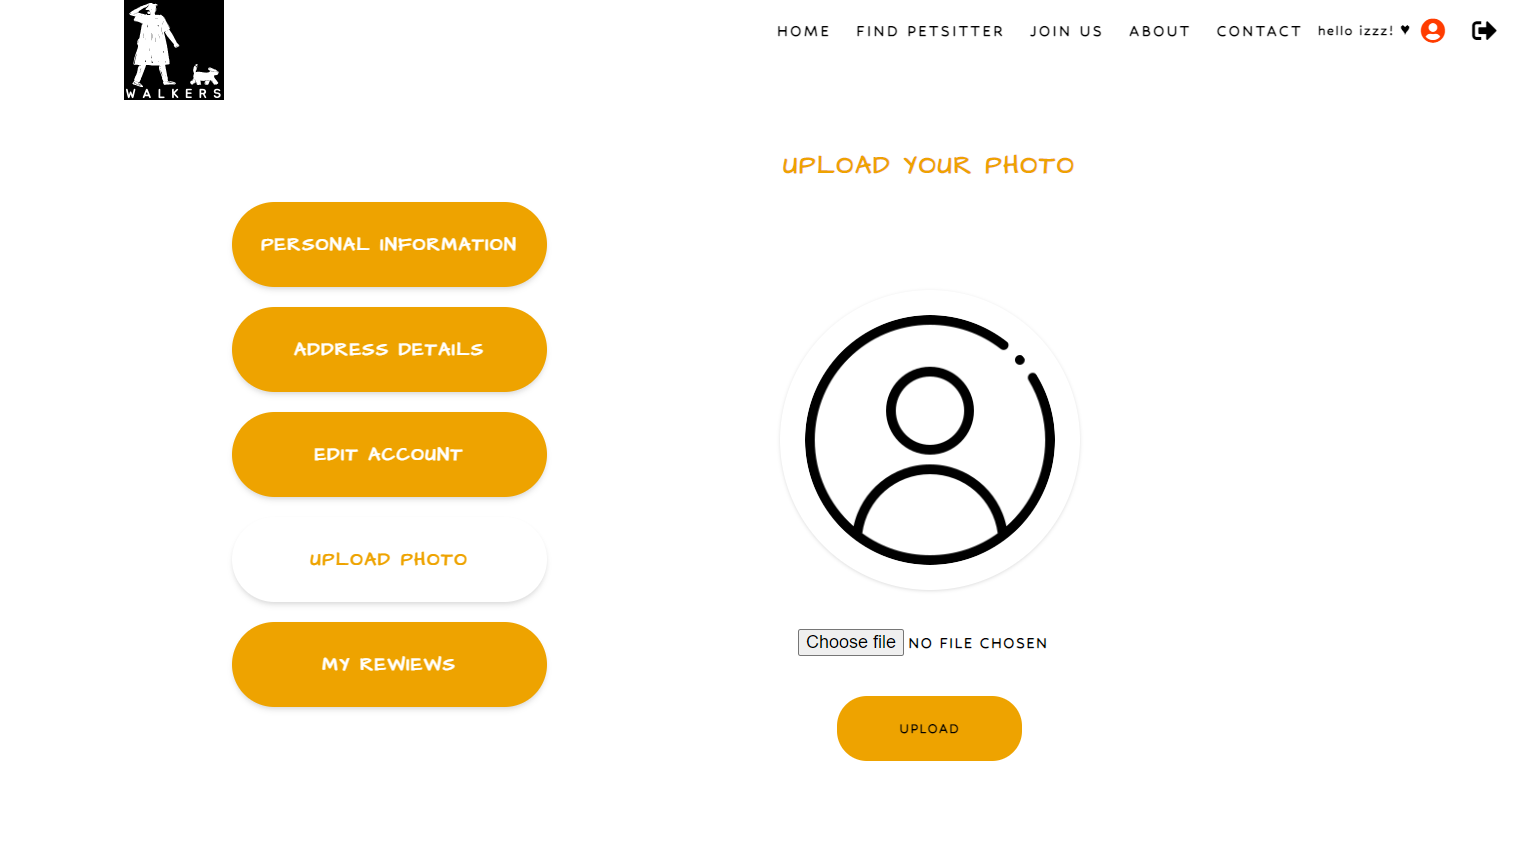 WALKERS
HOME FIND PETSITTER JOIN US ABOUT CONTACT hello izzz! ♥
UPLOAD YOUR PHOTO
PERSONAL INFORMATION
ADDRESS DETAILS
EDIT ACCOUNT
UPLOAD PHOTO
MY REWIEWS
Choose file NO FILE CHOSEN
UPLOAD